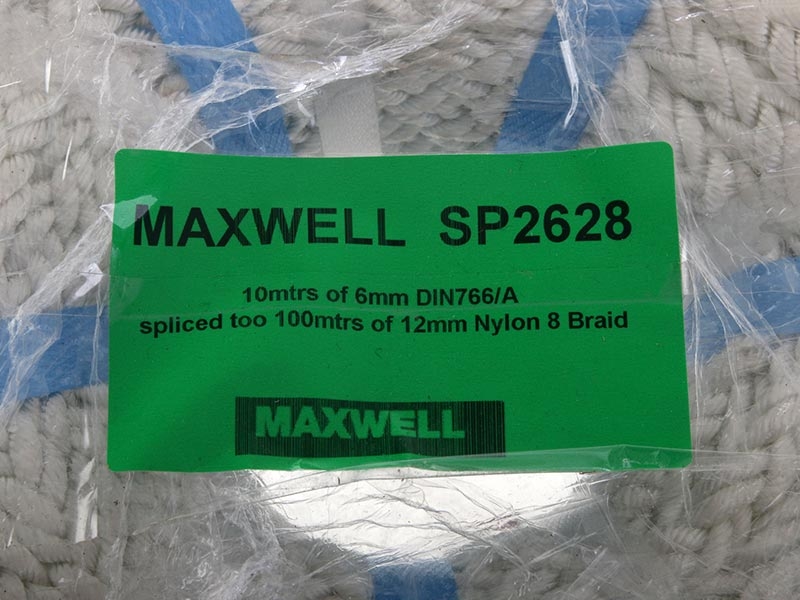 MAXWELL SP2628
10mtrs of 6mm DIN766/A
spliced too 100mtrs of 12mm Nylon 8 Braid
MAXWELL